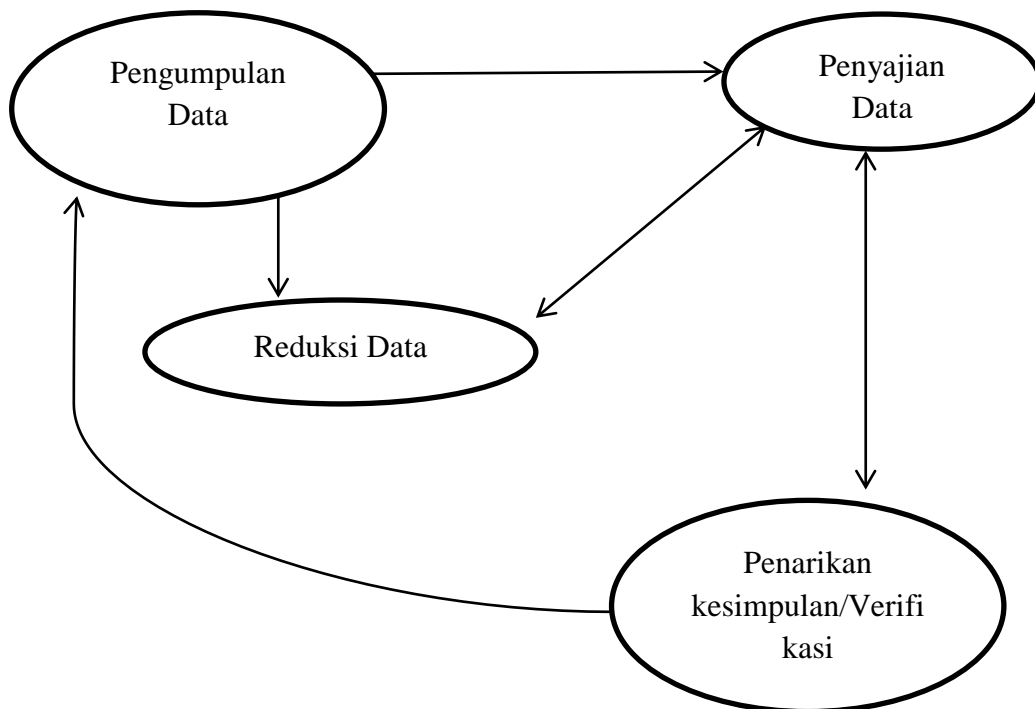 Pengumpulan
Data
Penyajian
Data
Reduksi Data
Penarikan
kesimpulan/Verifi
kasi